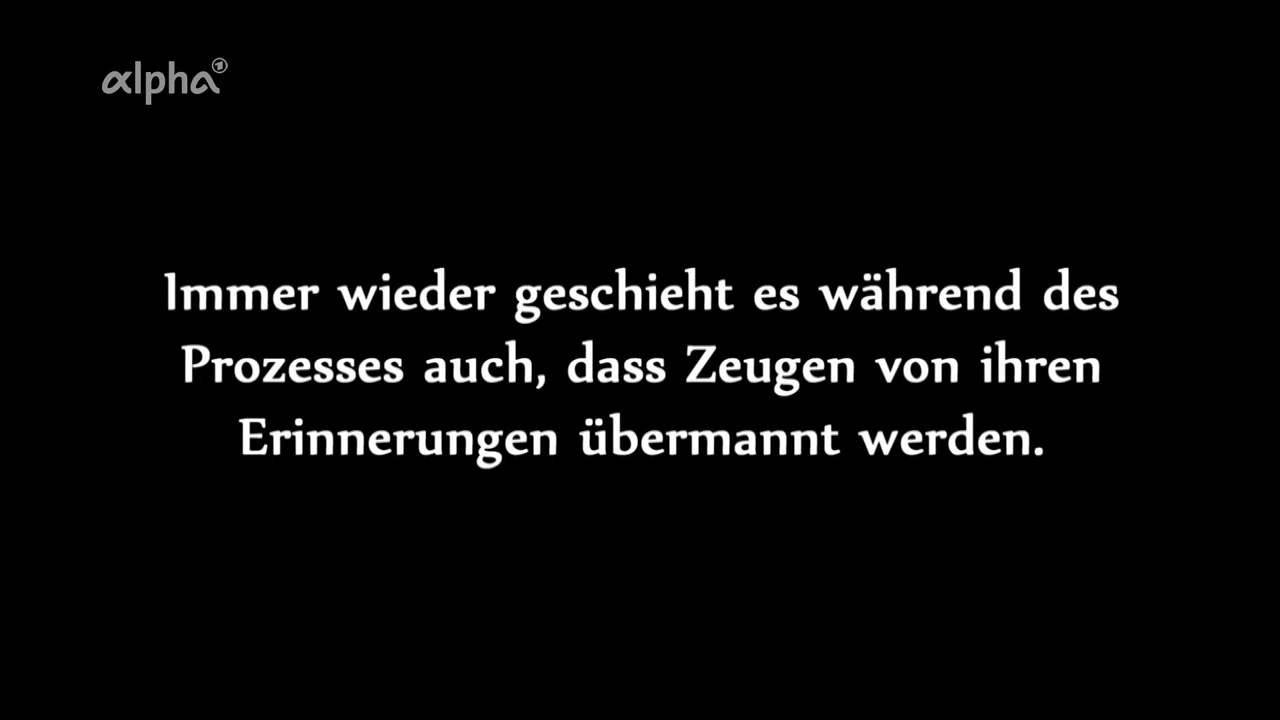 alpha
Immer wieder geschieht es während des
Prozesses auch, dass Zeugen von ihren
Erinnerungen übermannt werden.